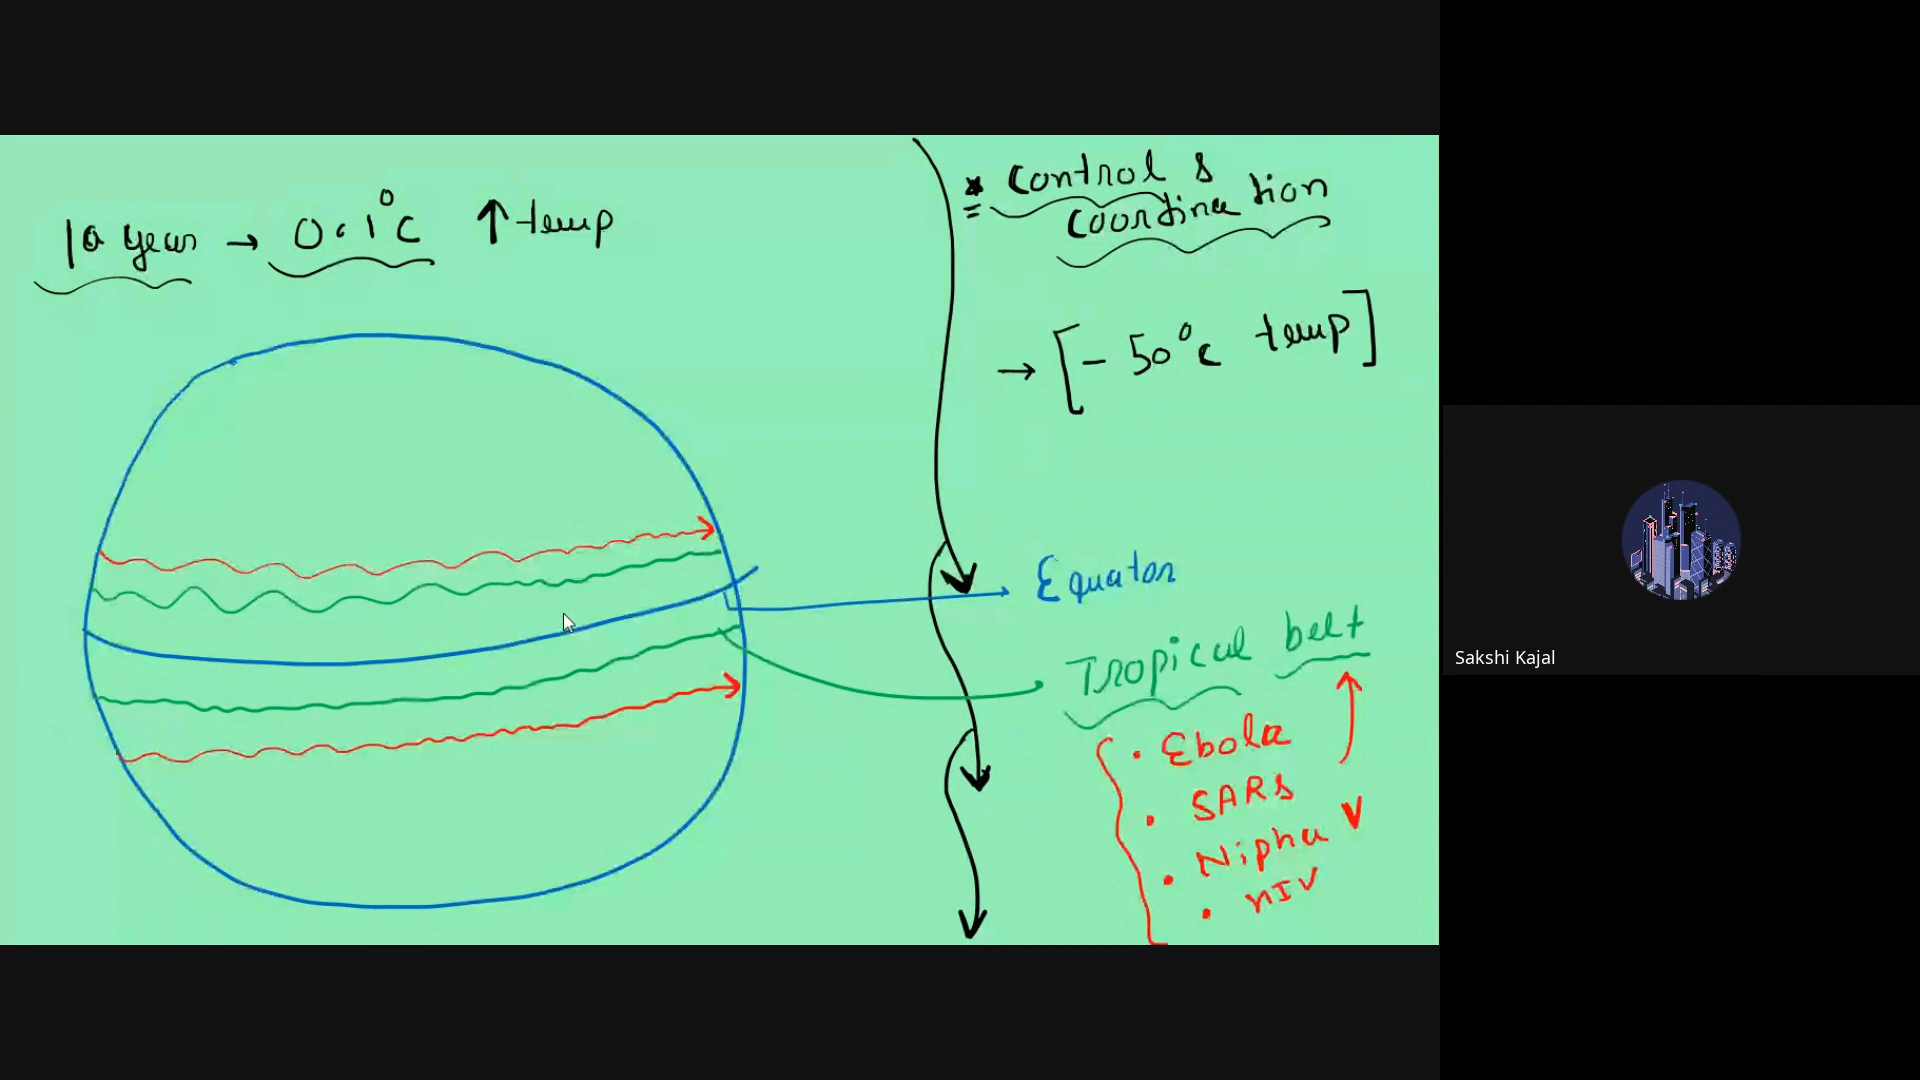 10 year → 0.1°C ↑ temp
* Control &
Coordination
→ [- 50°c temp]
Equator
Tropical belt
• Ebola
• SARS
• Nipha V
• NIV
Sakshi Kajal